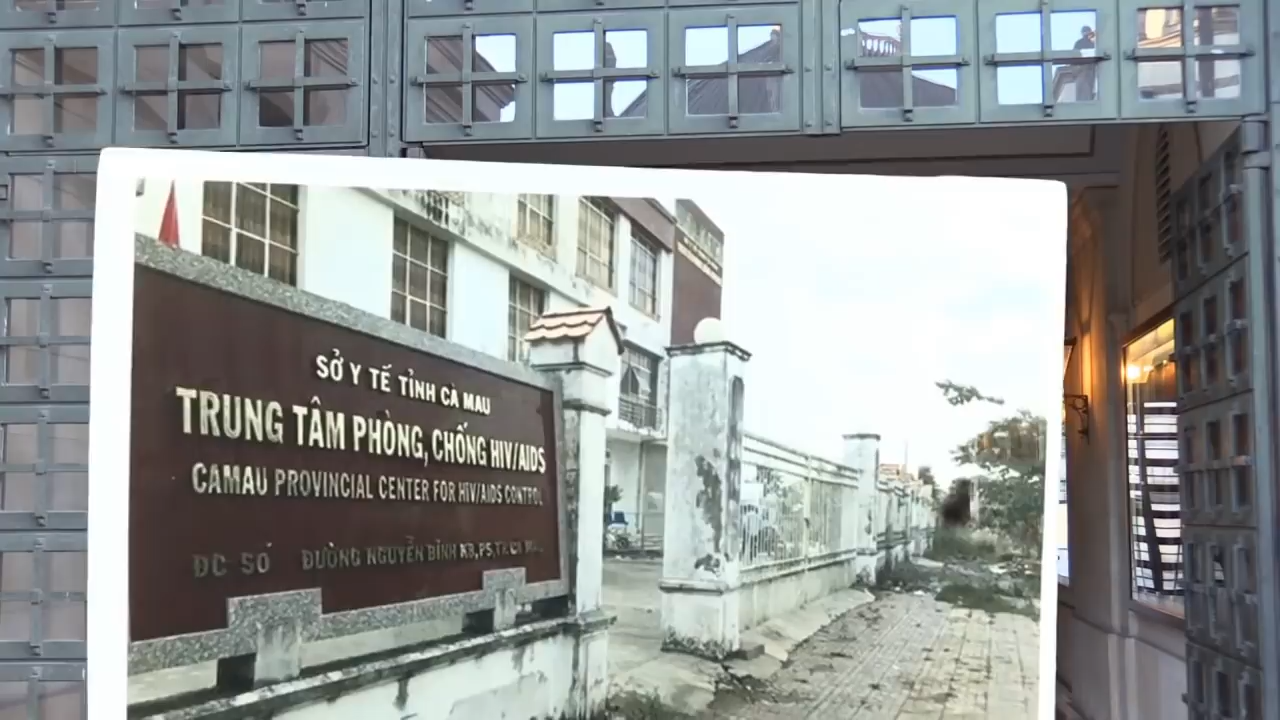 SỞ Y TẾ TỈNH CÀ MAU
TRUNG TÂM PHÒNG, CHỐNG HIV/AIDS
CAMAU PROVINCIAL CENTER FOR HIV/AIDS CONTROL
ĐC SỐ ĐƯỜNG NGUYỄN BỈNH